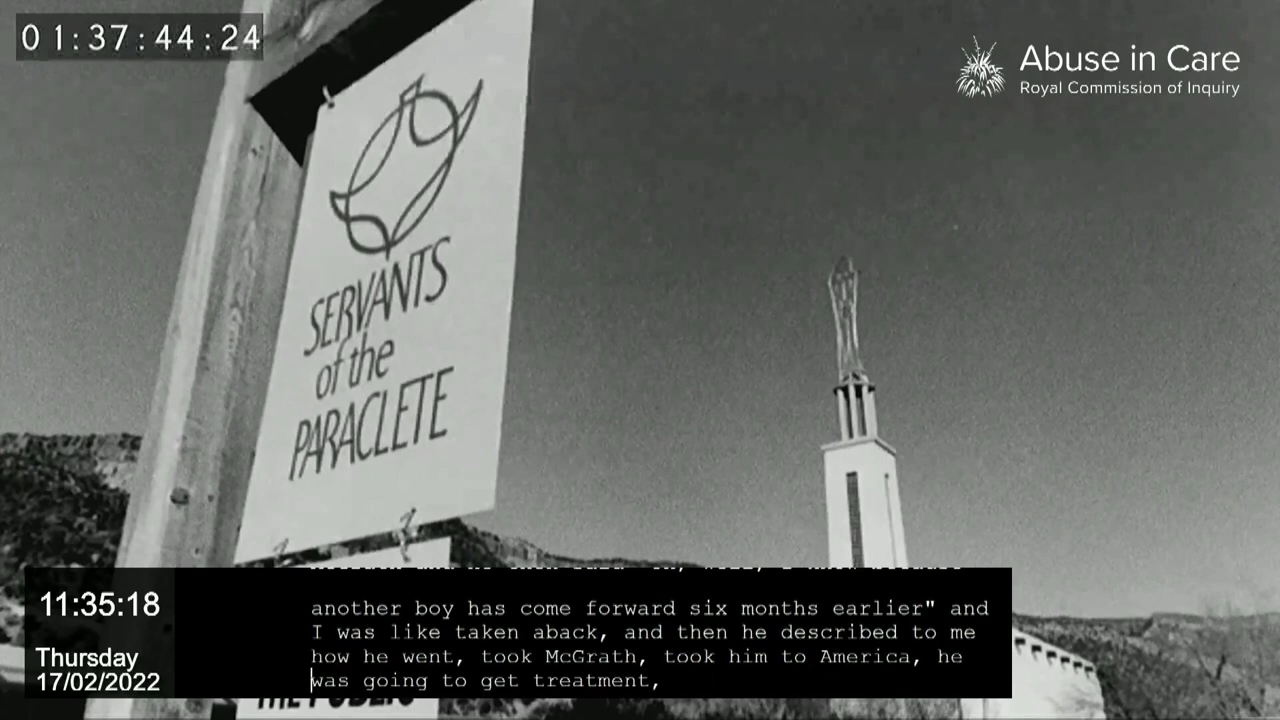 01:37:44:24
Abuse in Care
Royal Commission of Inquiry
SERVANTS
of the
PARACLETE
another boy has come forward six months earlier" and
I was like taken aback, and then he described to me
how he went, took McGrath, took him to America, he
was going to get treatment,
11:35:18
Thursday
17/02/2022